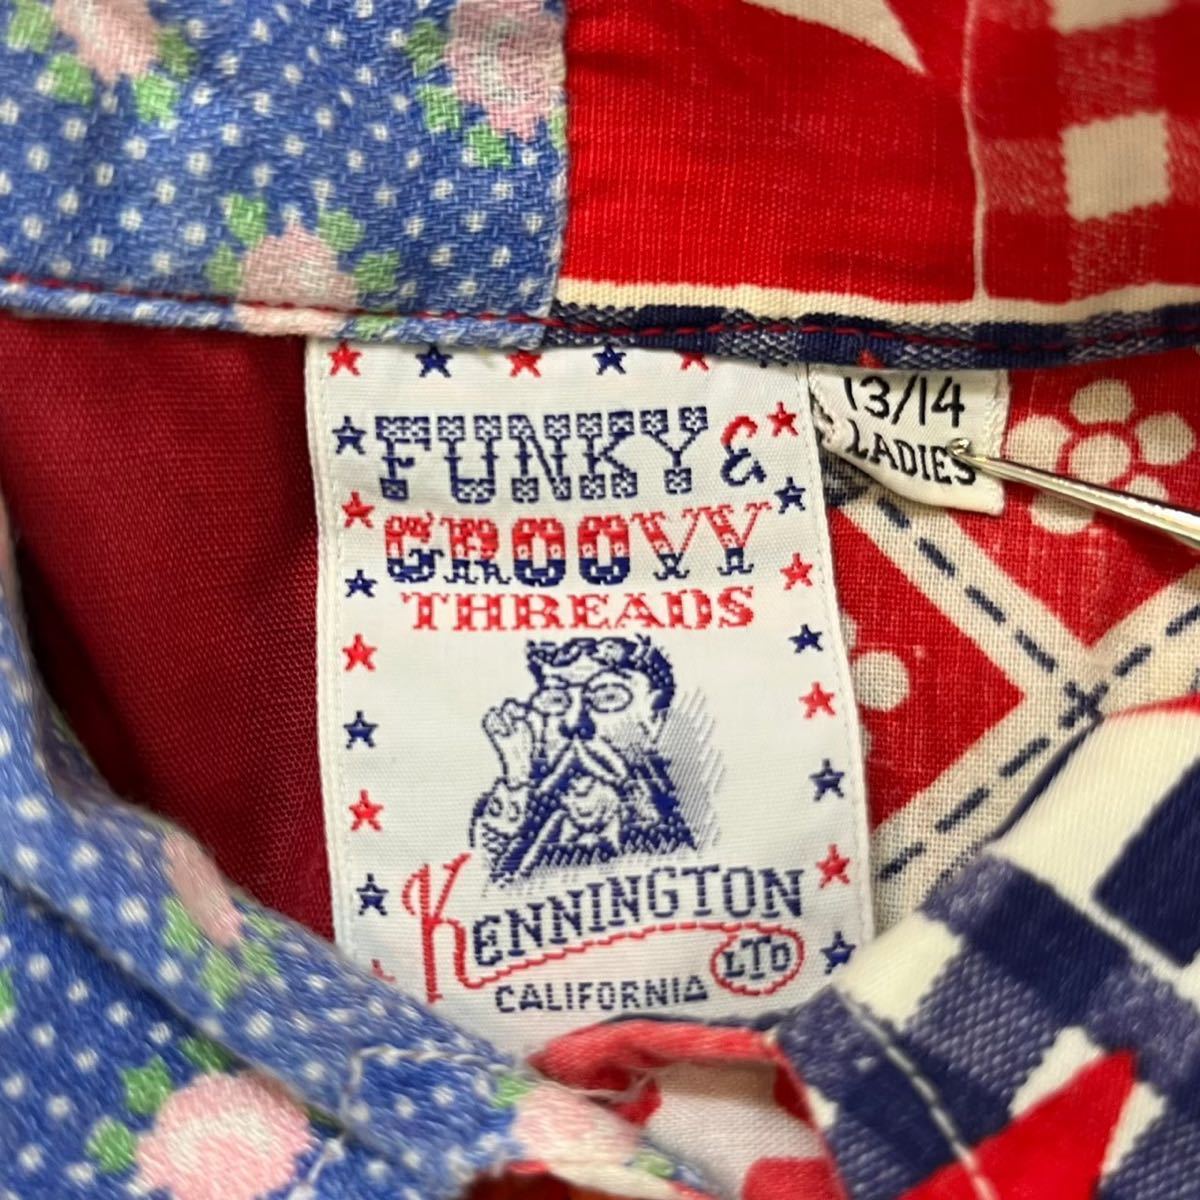 FUNKY &
GROOVY
THREADS
KENNINGTON
LTD
CALIFORNIA
13/14
LADIES